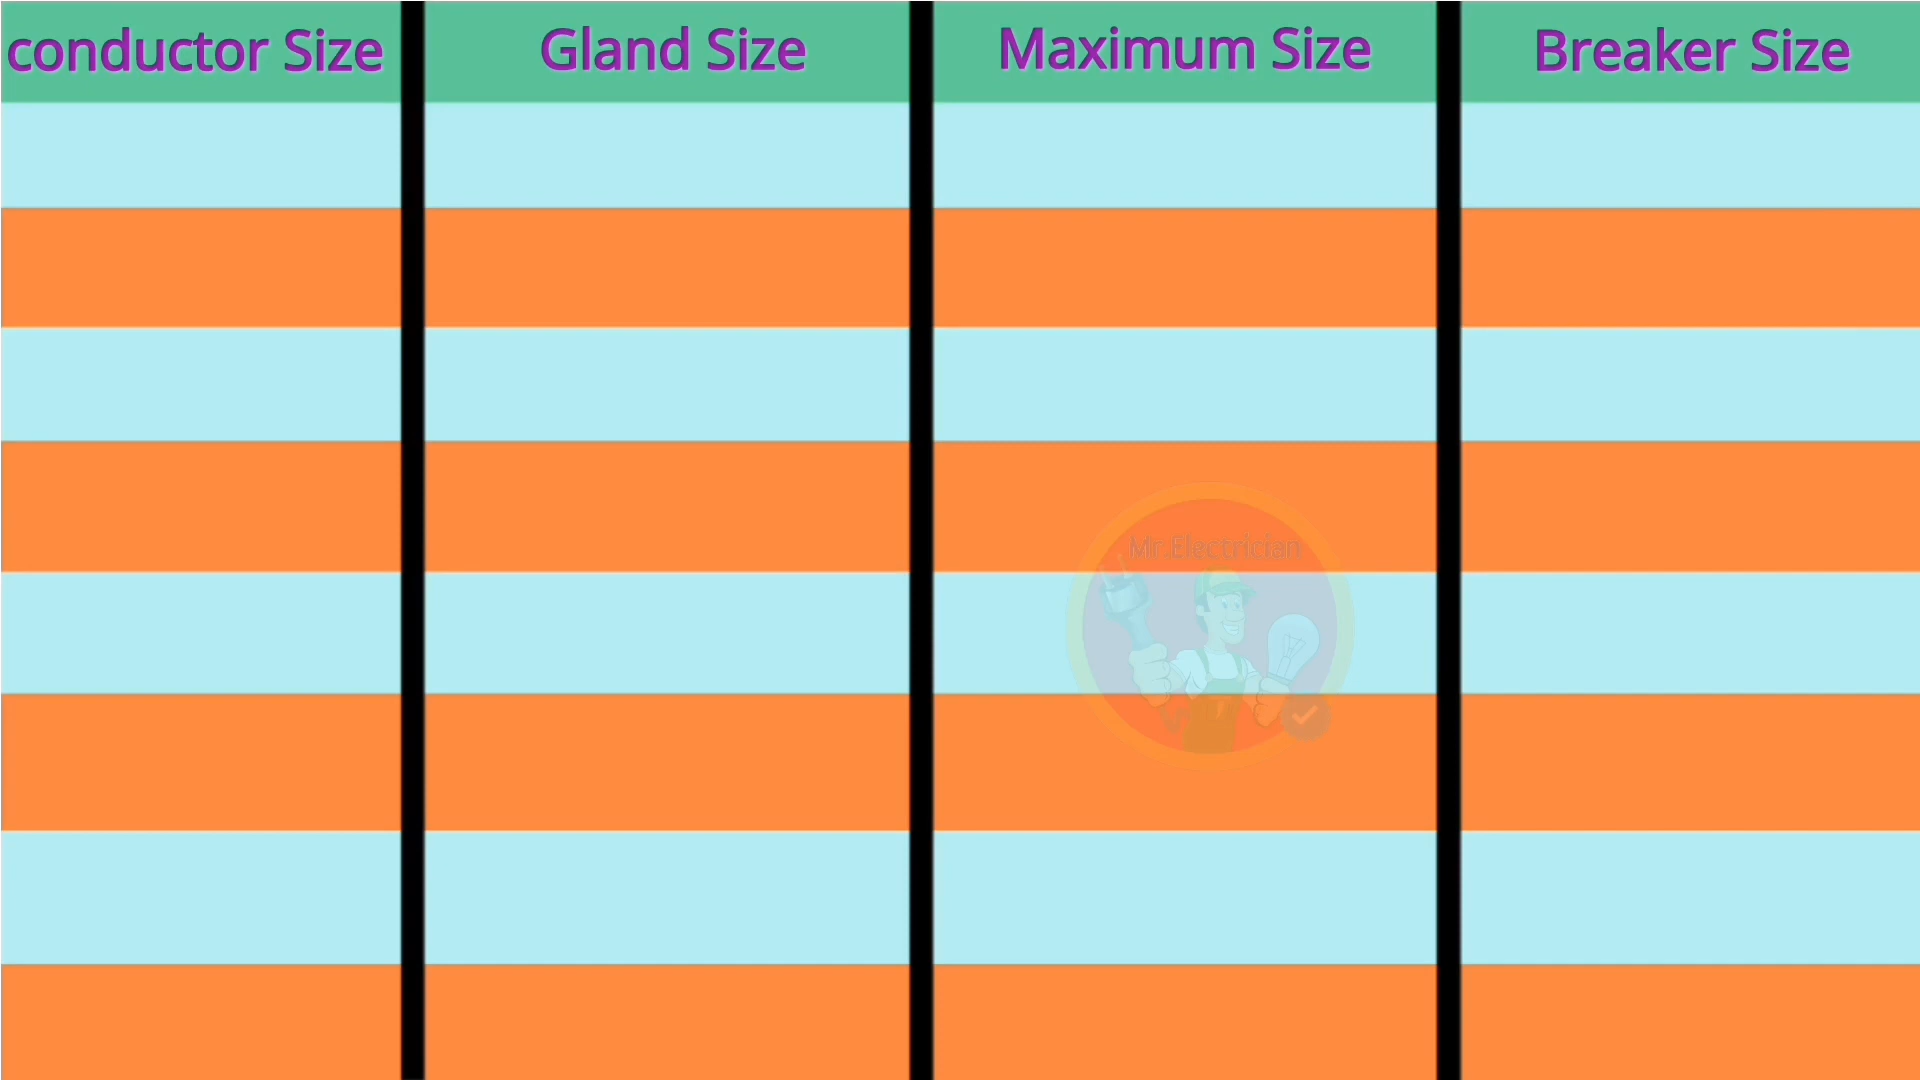 conductor Size
Gland Size
Maximum Size
Breaker Size
Mr.Electrician